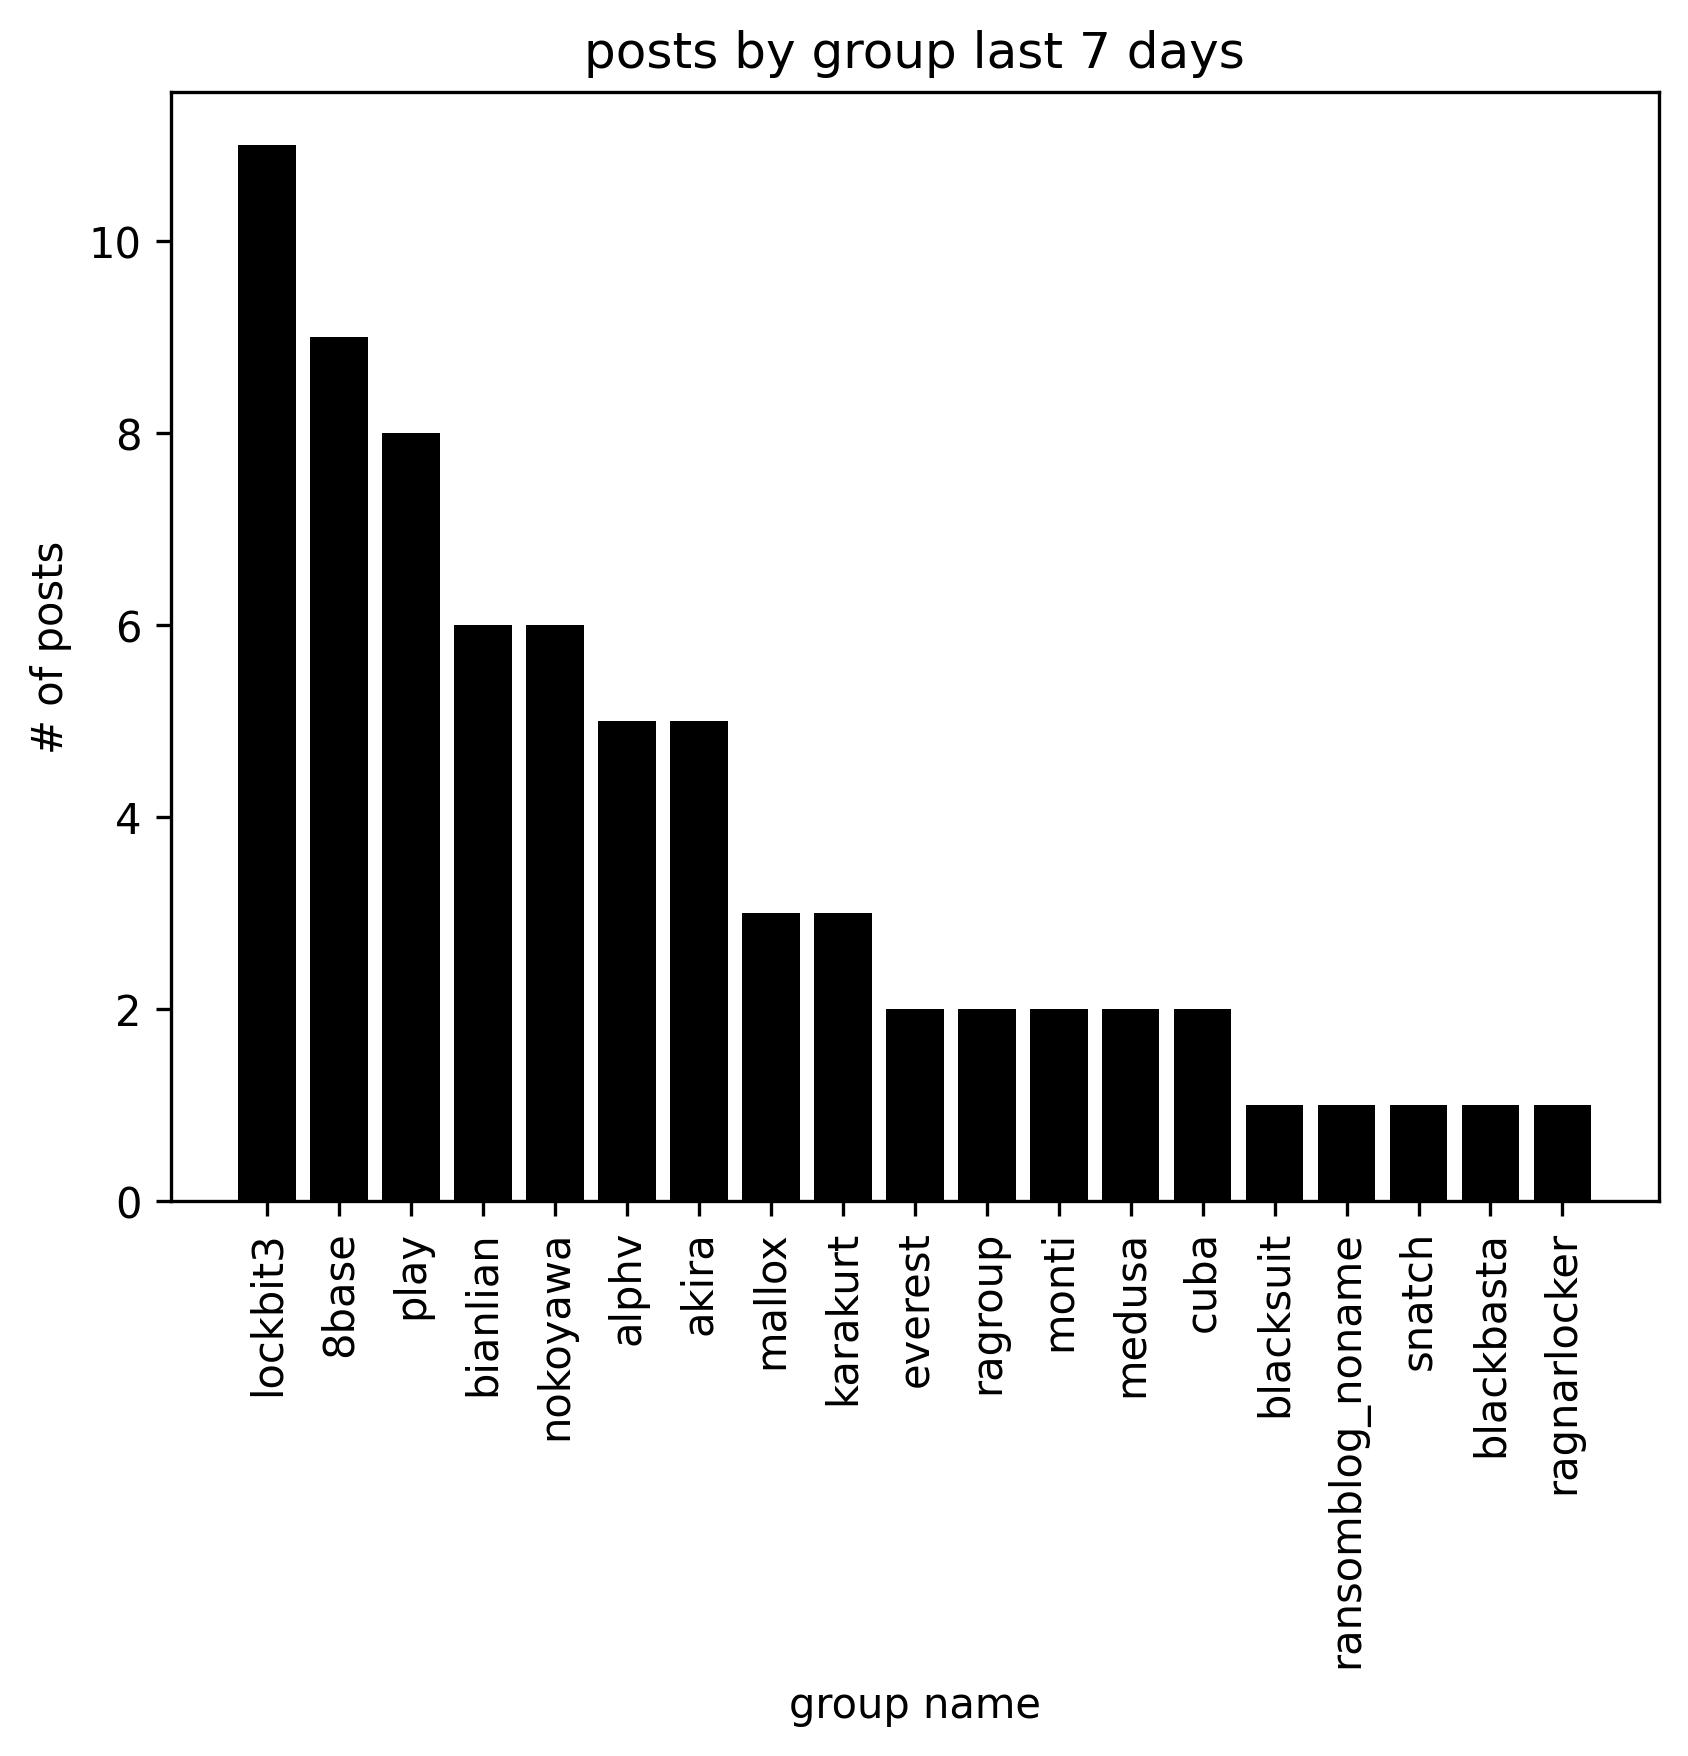 posts by group last 7 days
# of posts
10
8
6
4
2
0
lockbit3
8base
play
bianlian
nokoyawa
alphv
akira
mallox
karakurt
everest
ragroup
monti
medusa
cuba
blacksuit
ransomblog_noname
snatch
blackbasta
ragnarlocker
group name